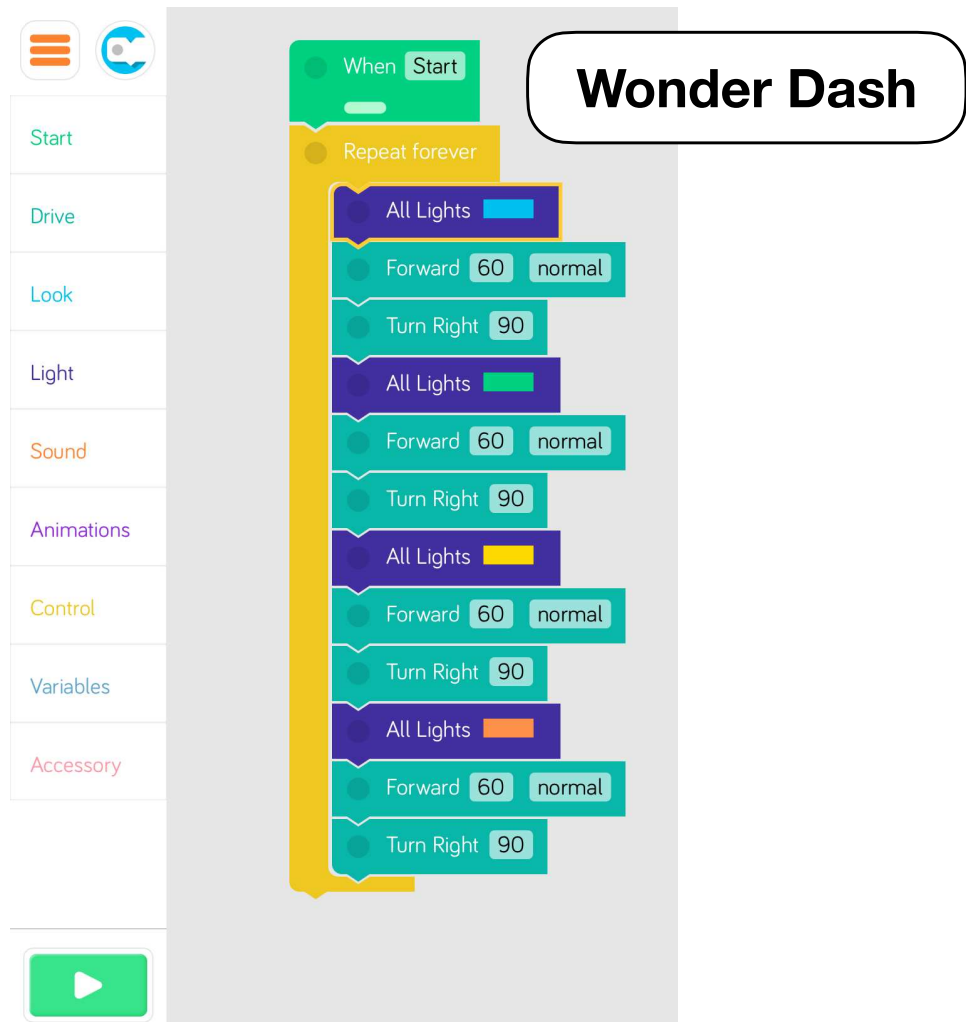 Wonder Dash
Start
Drive
Look
Light
Sound
Animations
Control
Variables
Accessory
When Start
Repeat forever
All Lights
Forward 60 normal
Turn Right 90
All Lights
Forward 60 normal
Turn Right 90
All Lights
Forward 60 normal
Turn Right 90
All Lights
Forward 60 normal
Turn Right 90